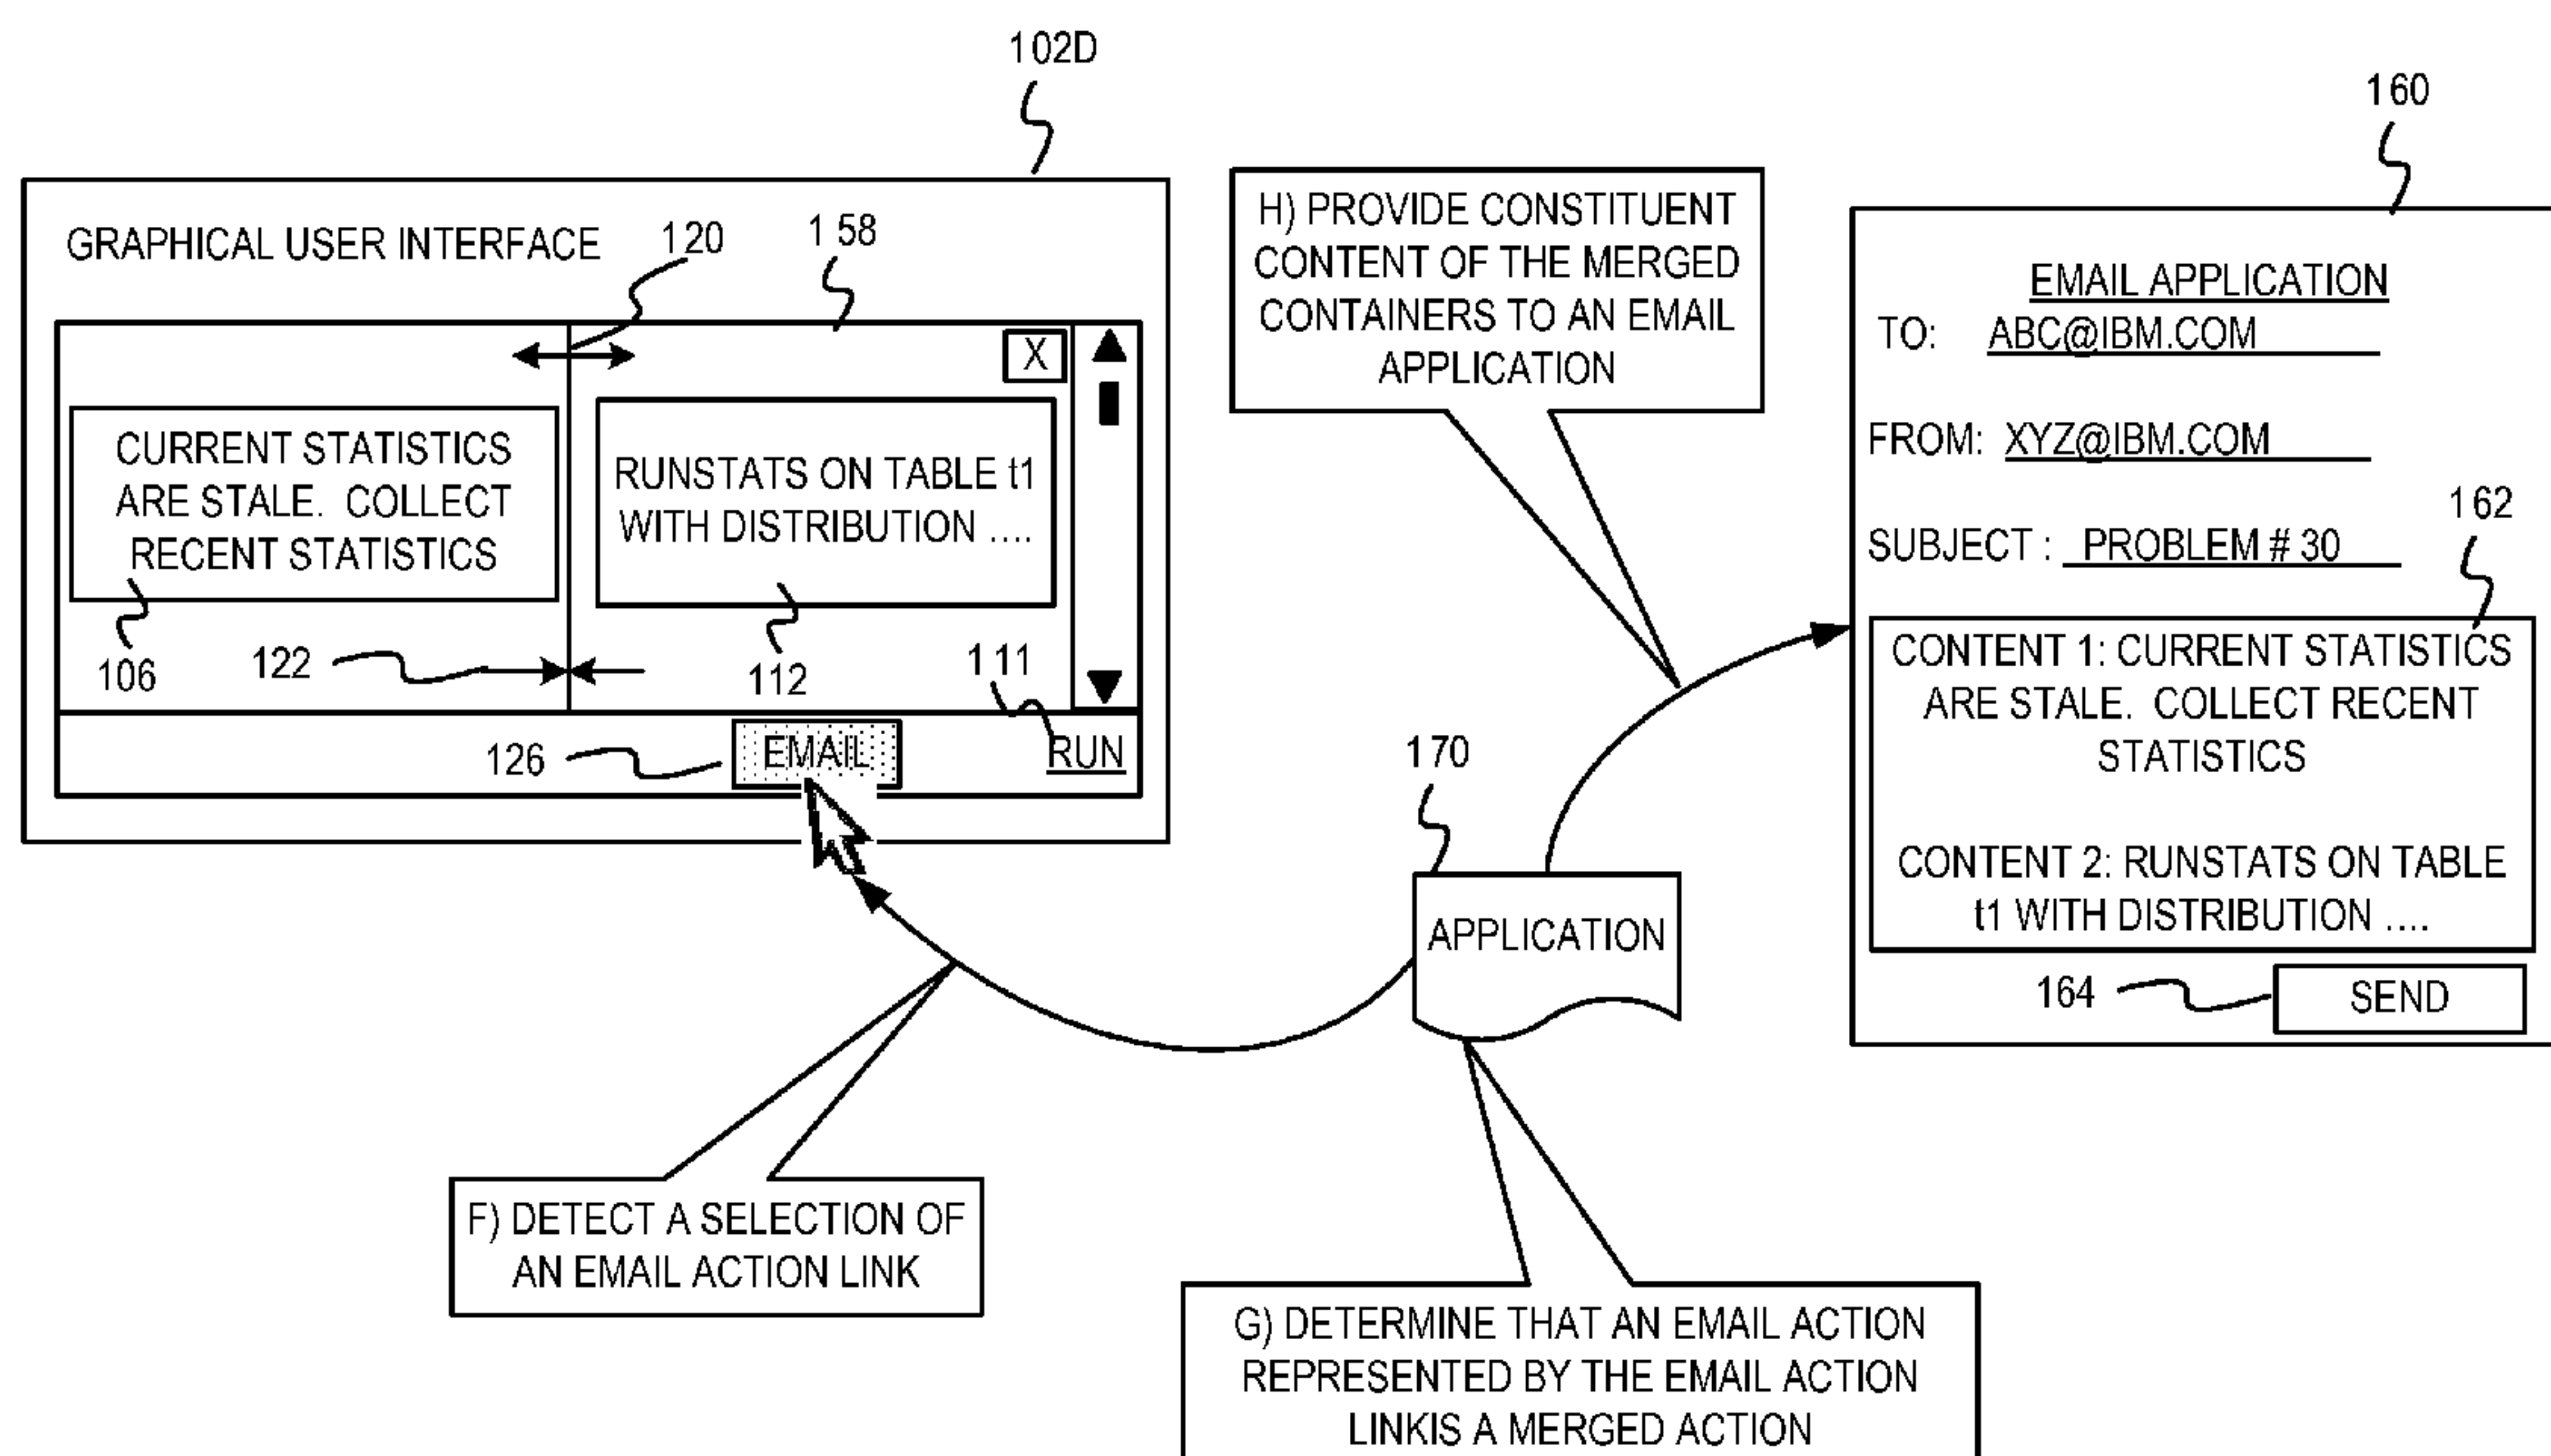 102D
160
GRAPHICAL USER INTERFACE
120
158
X
CURRENT STATISTICS
ARE STALE. COLLECT
RECENT STATISTICS
RUNSTATS ON TABLE t1
WITH DISTRIBUTION ....
106
122
112
111
126
EMAIL
RUN
H) PROVIDE CONSTITUENT
CONTENT OF THE MERGED
CONTAINERS TO AN EMAIL
APPLICATION
EMAIL APPLICATION
TO: ABC@IBM.COM
FROM: XYZ@IBM.COM
162
SUBJECT : PROBLEM # 30
CONTENT 1: CURRENT STATISTICS
ARE STALE. COLLECT RECENT
STATISTICS
CONTENT 2: RUNSTATS ON TABLE
t1 WITH DISTRIBUTION ....
164
SEND
170
APPLICATION
F) DETECT A SELECTION OF
AN EMAIL ACTION LINK
G) DETERMINE THAT AN EMAIL ACTION
REPRESENTED BY THE EMAIL ACTION
LINKIS A MERGED ACTION